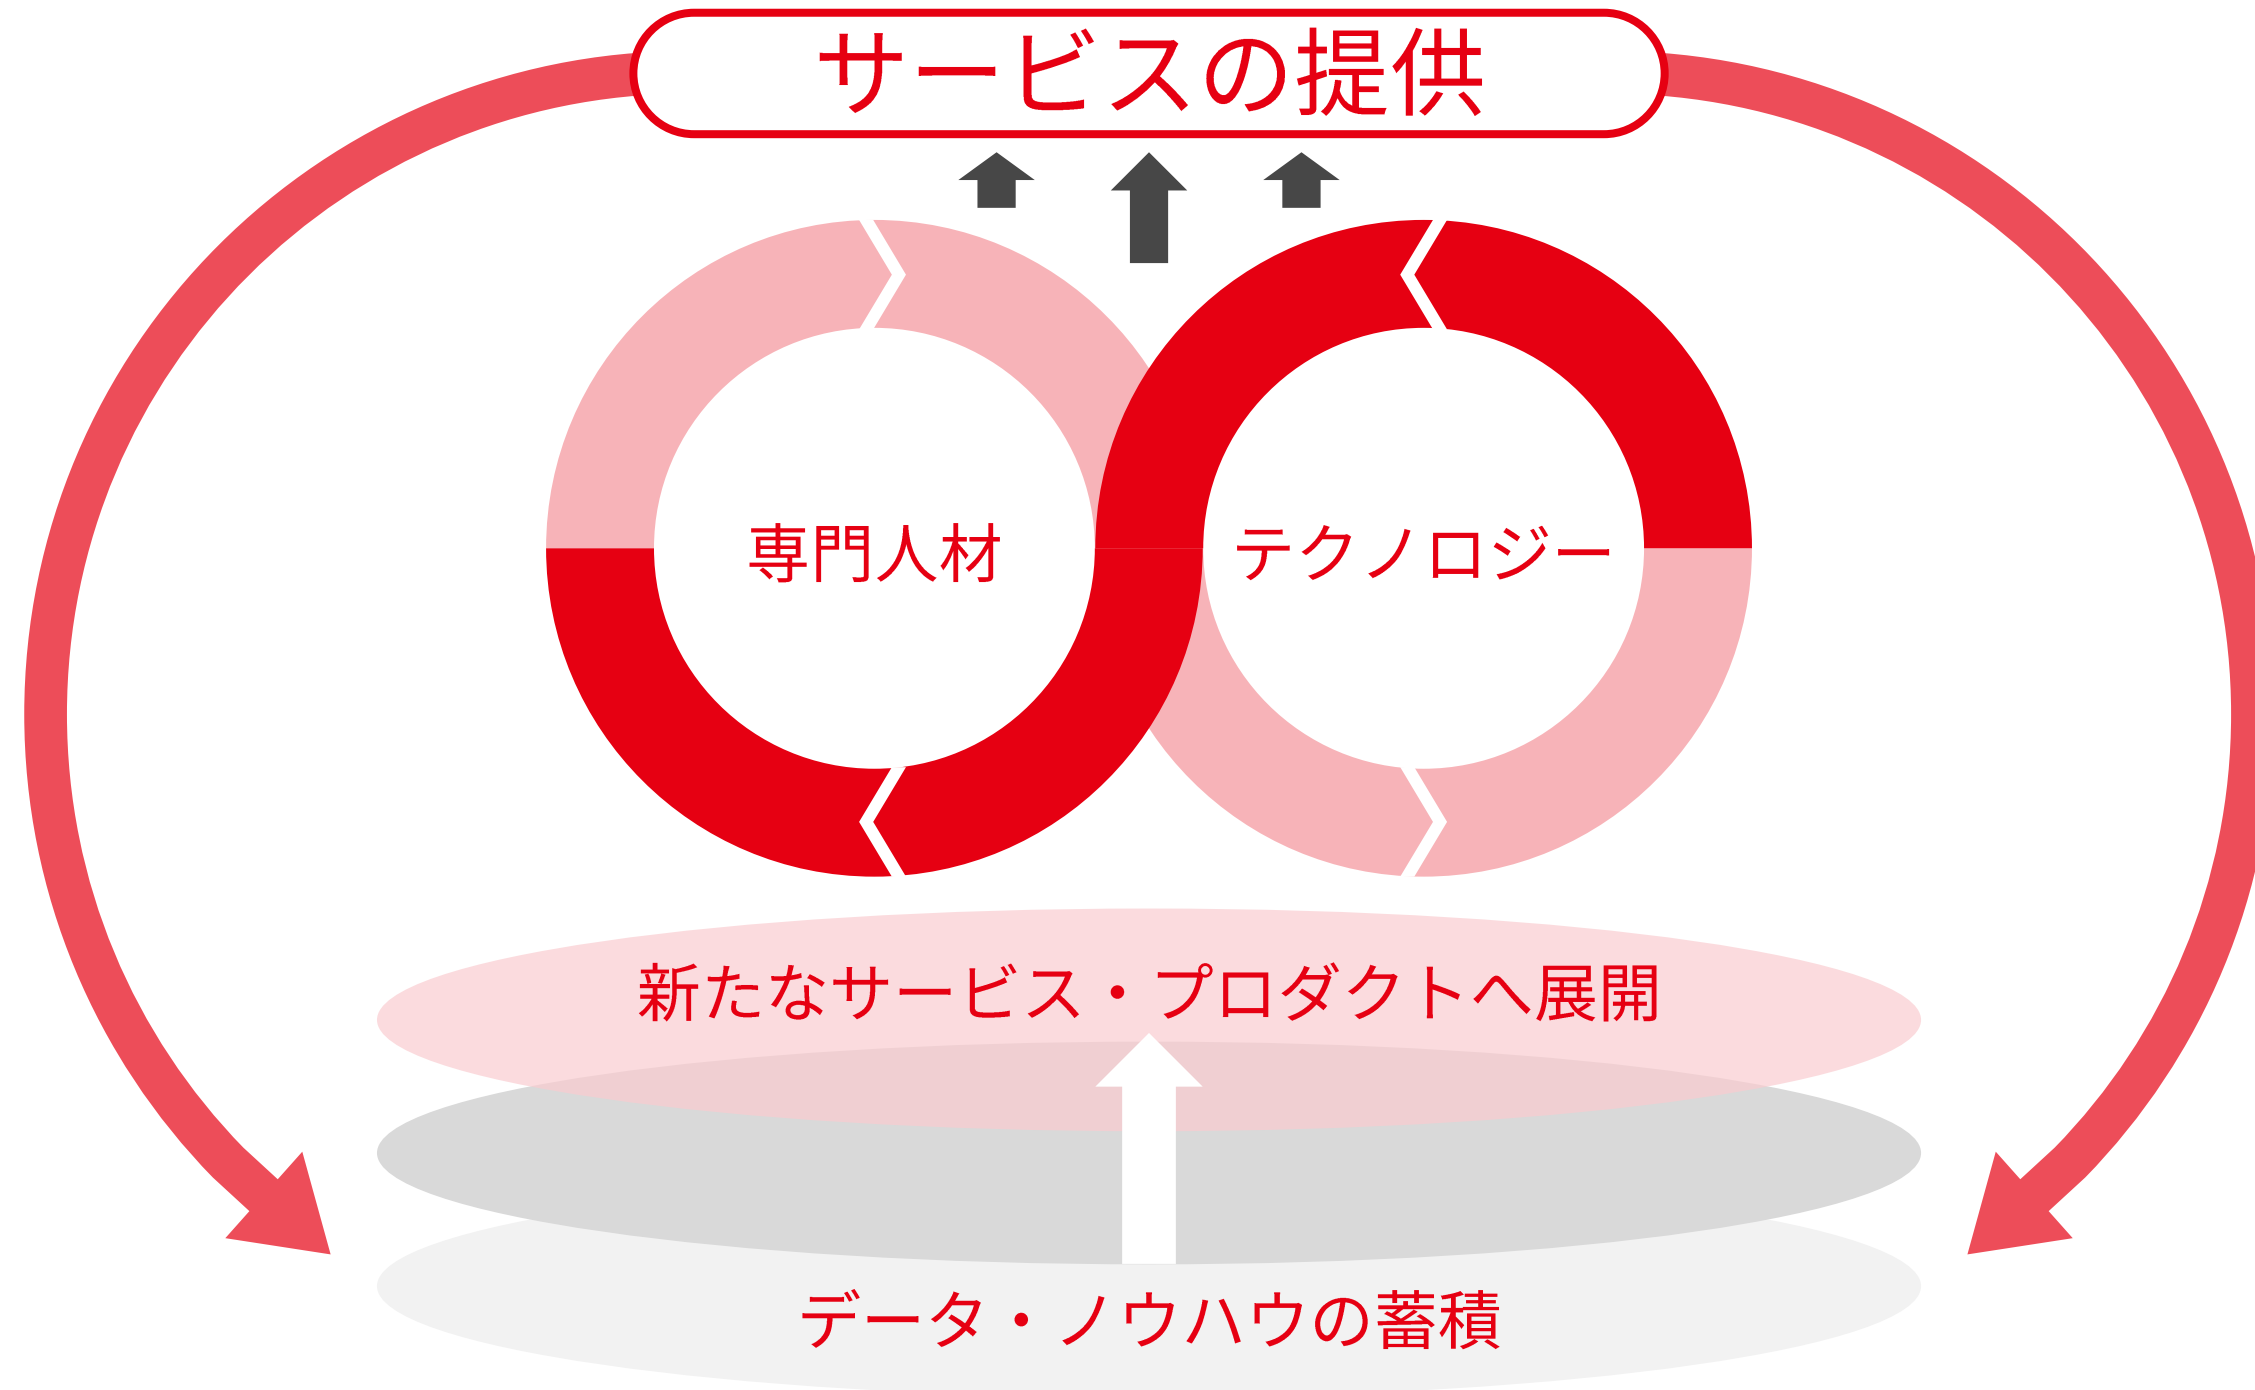 サービスの提供
専門人材
テクノロジー
新たなサービス・プロダクトへ展開
データ・ノウハウの蓄積